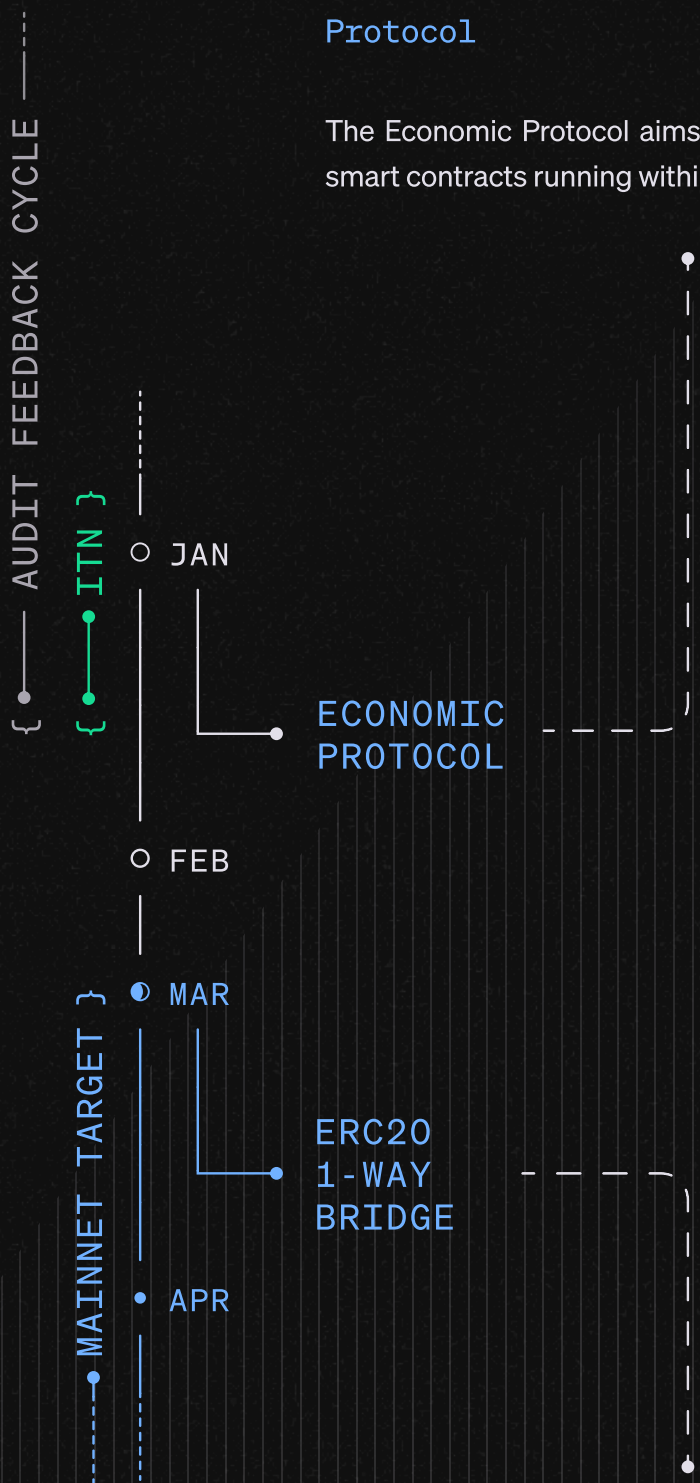 Protocol
The Economic Protocol aims
smart contracts running withi
{ AUDIT FEEDBACK CYCLE
{ ITN }
JAN
ECONOMIC
PROTOCOL
FEB
MAR
MAINNET TARGET }
ERC20
1-WAY
BRIDGE
APR